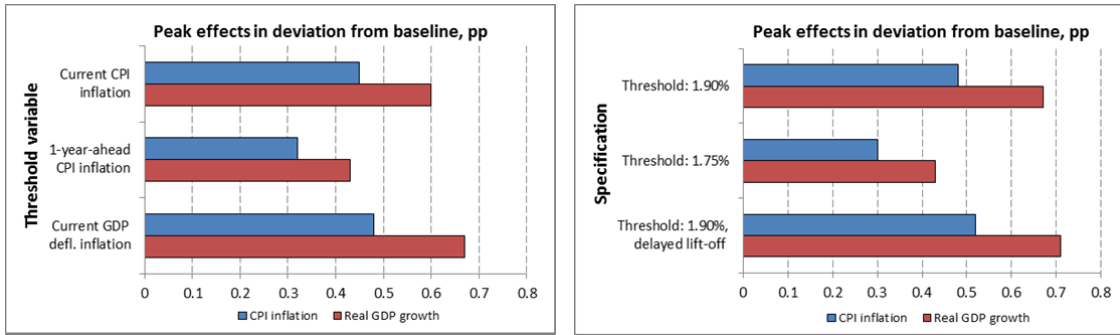 Peak effects in deviation from baseline, pp
Threshold variable
Current CPI
inflation
1-year-ahead
CPI inflation
Current GDP
defl. inflation
0 0.1 0.2 0.3 0.4 0.5 0.6 0.7 0.8
CPI inflation Real GDP growth
Peak effects in deviation from baseline, pp
Specification
Threshold: 1.90%
Threshold: 1.75%
Threshold: 1.90%,
delayed lift-off
0 0.1 0.2 0.3 0.4 0.5 0.6 0.7 0.8
CPI inflation Real GDP growth